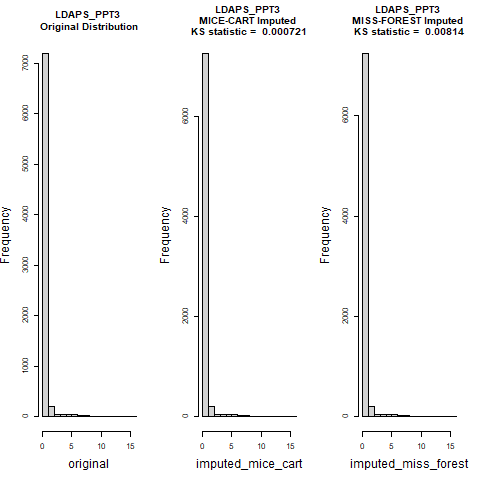 LDAPS_PPT3
Original Distribution
Frequency
0
1000
2000
3000
4000
5000
6000
7000
0 5 10 15
original
LDAPS_PPT3
MICE-CART Imputed
KS statistic = 0.000721
Frequency
0
2000
4000
6000
0 5 10 15
imputed_mice_cart
LDAPS_PPT3
MISS-FOREST Imputed
KS statistic = 0.00814
Frequency
0
2000
4000
6000
0 5 10 15
imputed_miss_forest